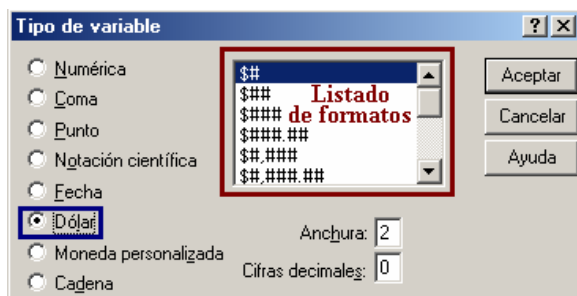 Tipo de variable
Numérica
Coma
Punto
Notación científica
Fecha
Dólar
Moneda personalizada
Cadena
$#
$##
$###
$###.##
$#,###
$#,###.##
Listado
de formatos
Anchura: 2
Cifras decimales: 0
Aceptar
Cancelar
Ayuda